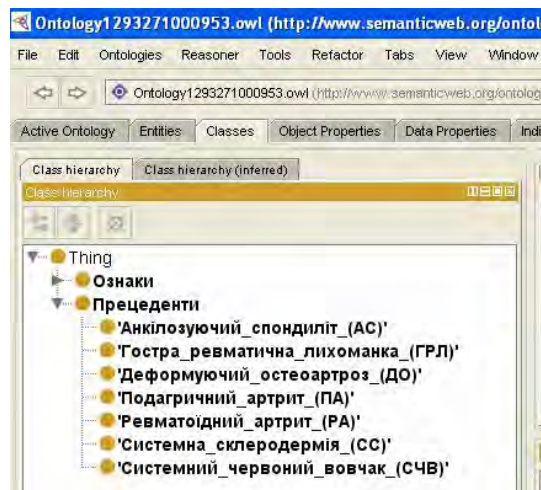 Ontology1293271000953.owl (http://www.semanticweb.org/ontol
File Edit Ontologies Reasoner Tools Refactor Tabs View Window
Ontology1293271000953.owl (http://www.semanticweb.org/ontolog
Active Ontology Entities Classes Object Properties Data Properties Indi
Class hierarchy Class hierarchy (inferred)
Class hierarchy
Thing
Ознаки
Прецеденти
'Анкілозуючий_спондиліт_(АС)'
'Гостра_ревматична_лихоманка_(ГРЛ)'
'Деформуючий_остеоартроз_(ДО)'
'Подагричний_артрит_(ПА)'
'Ревматоїдний_артрит_(РА)'
'Системна_склеродермія_(СС)'
'Системний_червоний_вовчак_(СЧВ)'